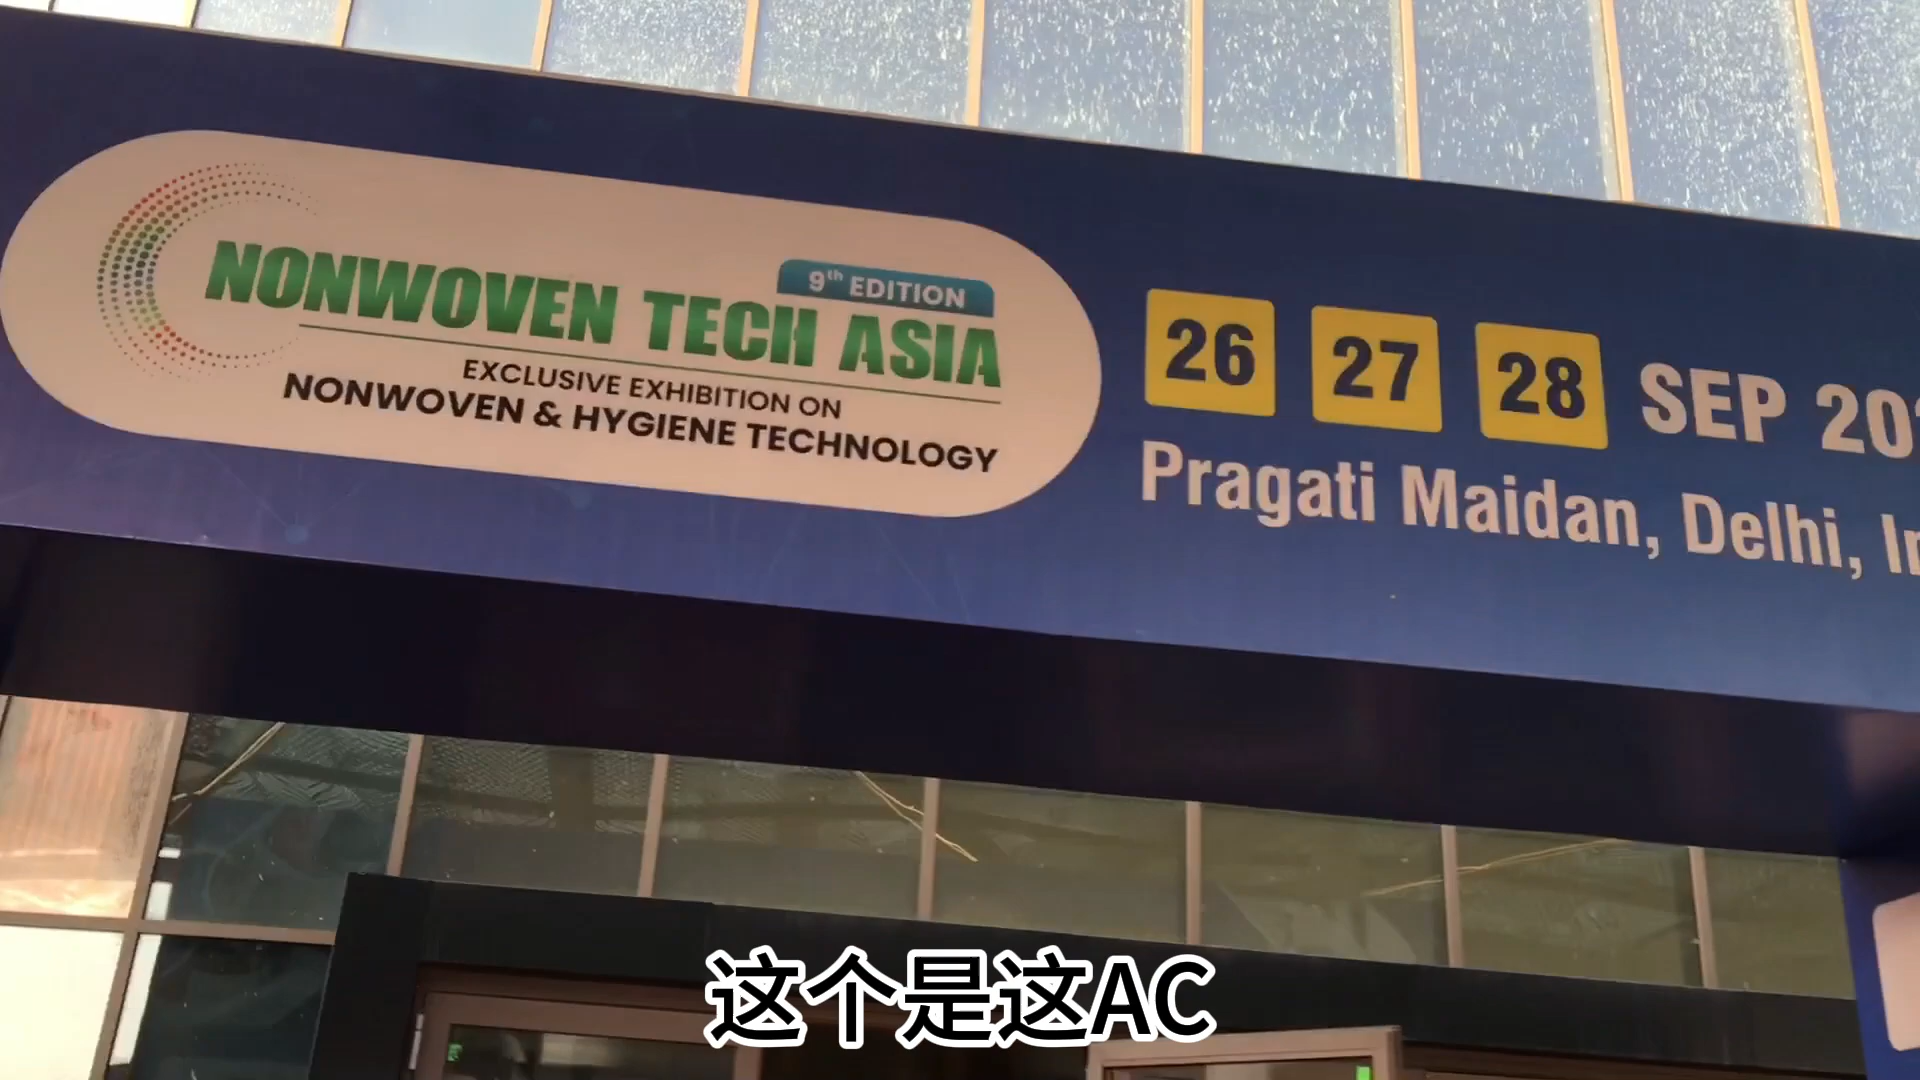 9th EDITION
NONWOVEN TECH ASIA
EXCLUSIVE EXHIBITION ON
NONWOVEN & HYGIENE TECHNOLOGY
26 27 28 SEP
Pragati Maidan, Delhi,
这个是这AC